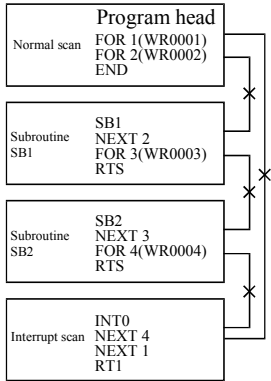 Program head
Normal scan
FOR 1(WR0001)
FOR 2(WR0002)
END
Subroutine
SB1
SB1
NEXT 2
FOR 3(WR0003)
RTS
Subroutine
SB2
SB2
NEXT 3
FOR 4(WR0004)
RTS
Interrupt scan
INT0
NEXT 4
NEXT 1
RT1